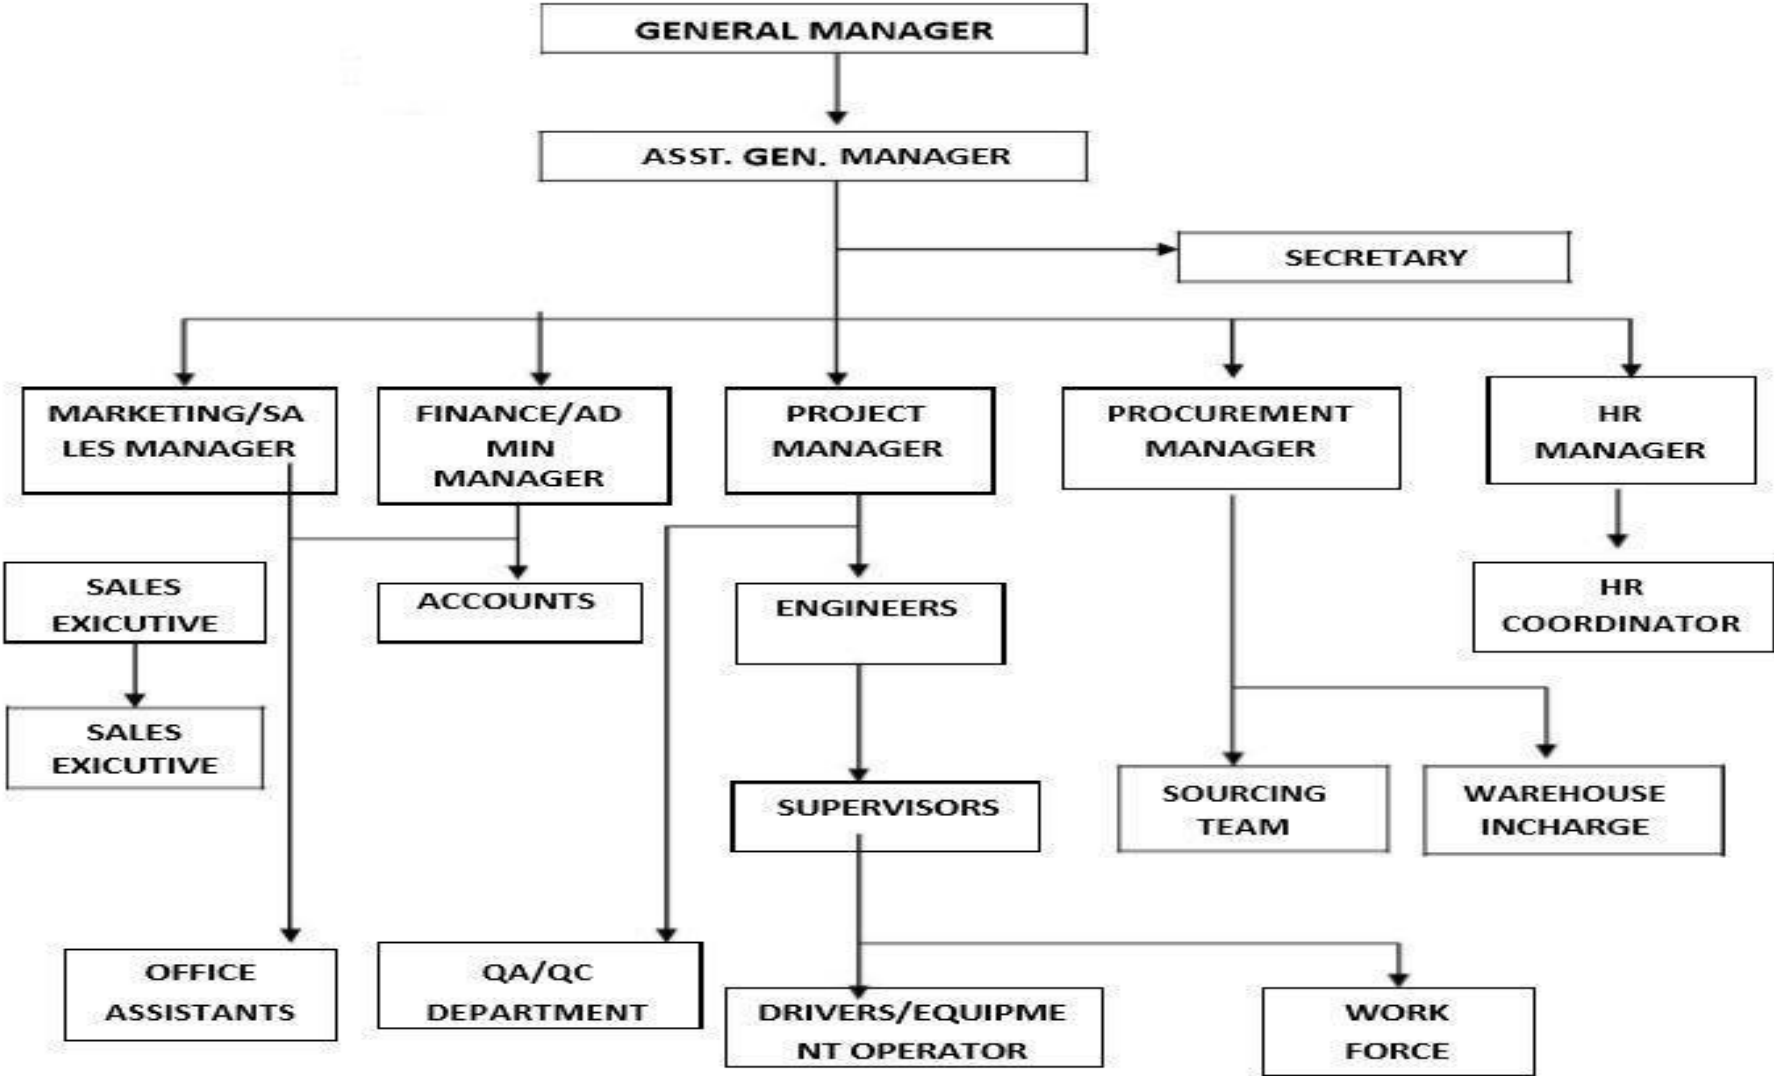 GENERAL MANAGER
ASST. GEN. MANAGER
SECRETARY
MARKETING/SA
LES MANAGER
FINANCE/AD
MIN
MANAGER
PROJECT
MANAGER
PROCUREMENT
MANAGER
HR
MANAGER
SALES
EXICUTIVE
ACCOUNTS
ENGINEERS
HR
COORDINATOR
SALES
EXICUTIVE
SUPERVISORS
SOURCING
TEAM
WAREHOUSE
INCHARGE
OFFICE
ASSISTANTS
QA/QC
DEPARTMENT
DRIVERS/EQUIPME
NT OPERATOR
WORK
FORCE